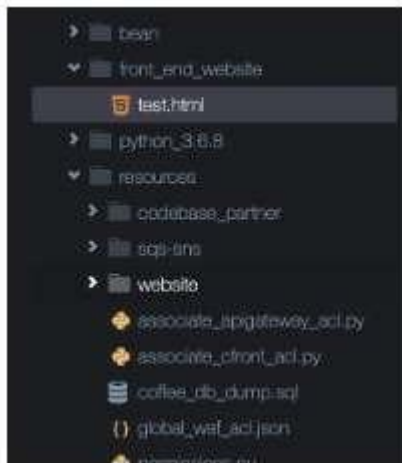 bean
front_end_website
test.html
python_3.6.8
resources
codebase_partner
sqs-sns
website
associate_apigateway_acl.py
associate_cfront_acl.py
coffee_db_dump.sql
global_waf_acl.json